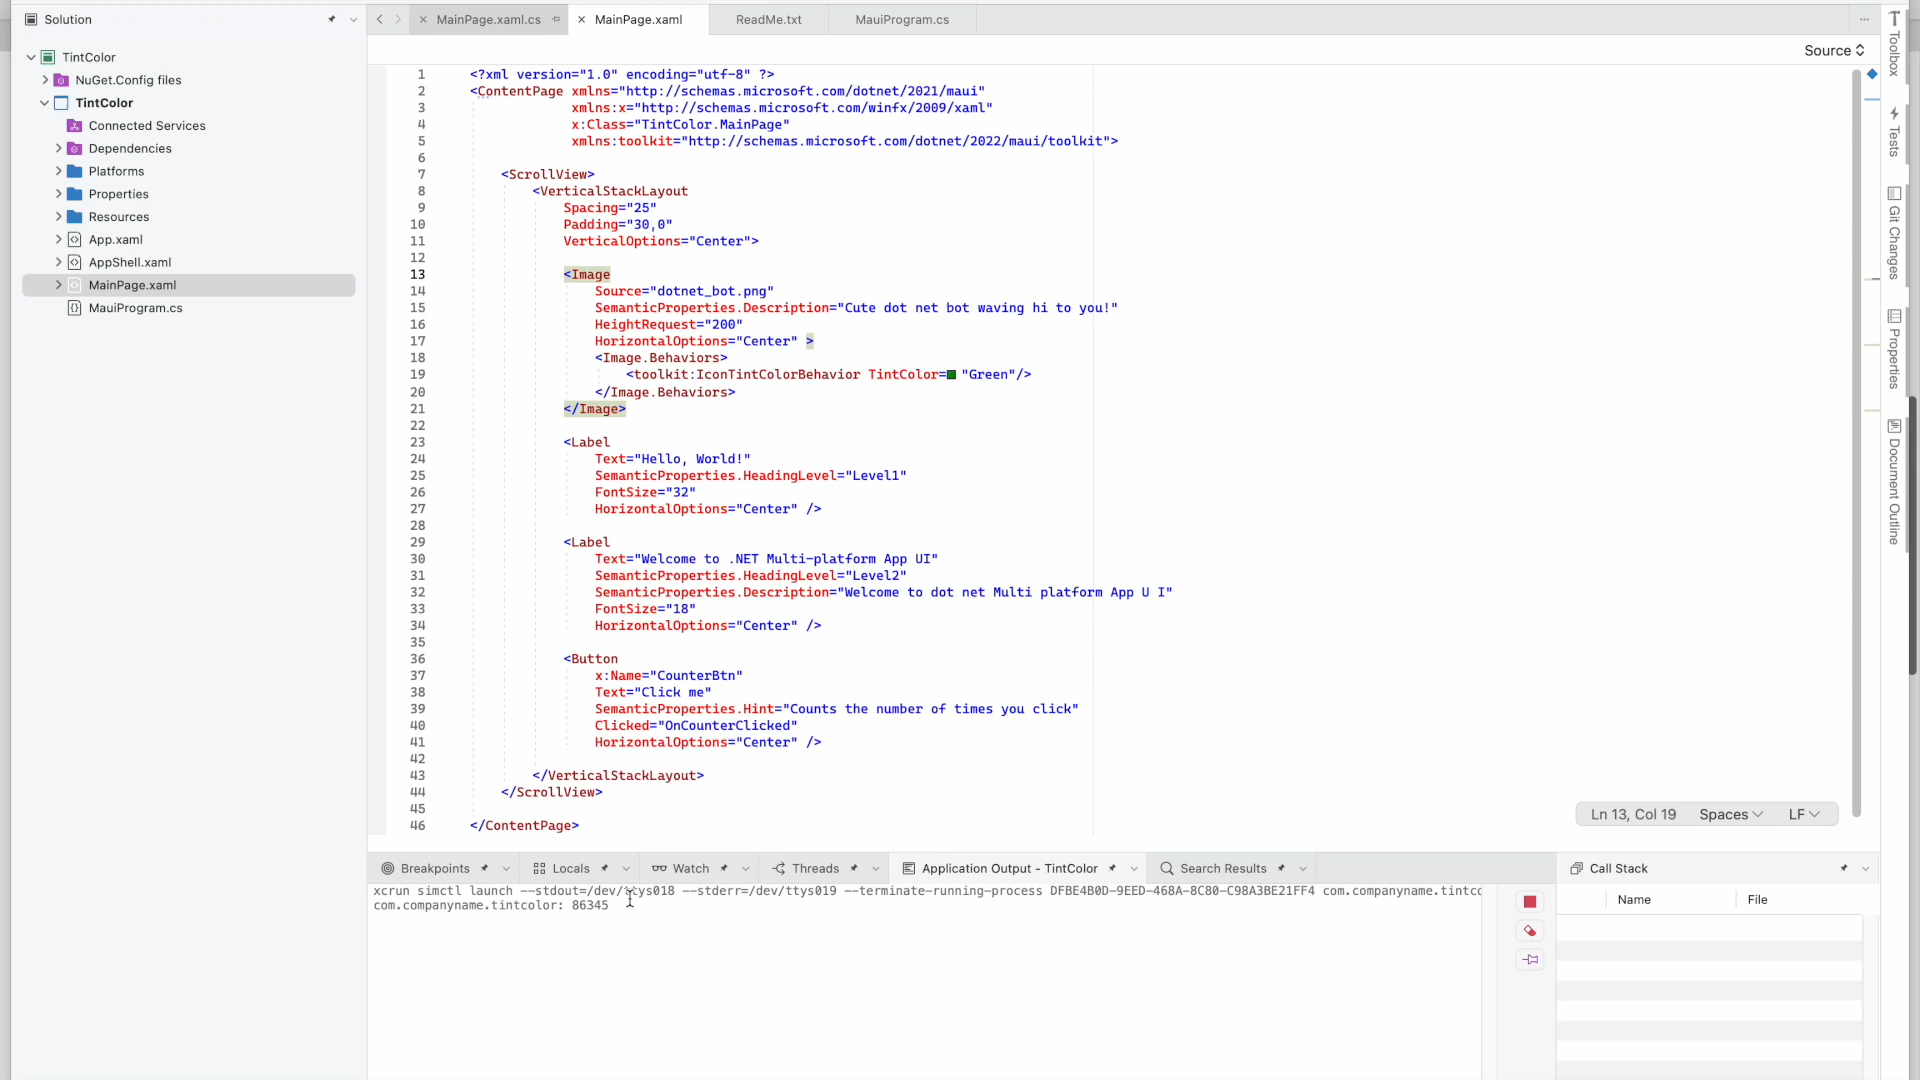 Solution
TintColor
NuGet.Config files
TintColor
Connected Services
Dependencies
Platforms
Properties
Resources
App.xaml
AppShell.xaml
MainPage.xaml
MauiProgram.cs
MainPage.xaml.cs
MainPage.xaml
ReadMe.txt
MauiProgram.cs
Source
1 <?xml version="1.0" encoding="utf-8" ?>
2 <ContentPage xmlns="http://schemas.microsoft.com/dotnet/2021/maui"
3 xmlns:x="http://schemas.microsoft.com/winfx/2009/xaml"
4 x:Class="TintColor.MainPage"
5 xmlns:toolkit="http://schemas.microsoft.com/dotnet/2022/maui/toolkit">
6
7 <ScrollView>
8 <VerticalStackLayout
9 Spacing="25"
10 Padding="30,0"
11 VerticalOptions="Center">
12
13 <Image
14 Source="dotnet_bot.png"
15 SemanticProperties.Description="Cute dot net bot waving hi to you!"
16 HeightRequest="200"
17 HorizontalOptions="Center" >
18 <Image.Behaviors>
19 <toolkit:IconTintColorBehavior TintColor="Green"/>
20 </Image.Behaviors>
21 </Image>
22
23 <Label
24 Text="Hello, World!"
25 SemanticProperties.HeadingLevel="Level1"
26 FontSize="32"
27 HorizontalOptions="Center" />
28
29 <Label
30 Text="Welcome to .NET Multi-platform App UI"
31 SemanticProperties.HeadingLevel="Level2"
32 SemanticProperties.Description="Welcome to dot net Multi platform App U I"
33 FontSize="18"
34 HorizontalOptions="Center" />
35
36 <Button
37 x:Name="CounterBtn"
38 Text="Click me"
39 SemanticProperties.Hint="Counts the number of times you click"
40 Clicked="OnCounterClicked"
41 HorizontalOptions="Center" />
42
43 </VerticalStackLayout>
44 </ScrollView>
45
46 </ContentPage>
Ln 13, Col 19 Spaces LF
Toolbox
Tests
Git Changes
Properties
Document Outline
Breakpoints
Locals
Watch
Threads
Application Output - TintColor
Search Results
xcrun simctl launch --stdout=/dev/ttys018 --stderr=/dev/ttys019 --terminate-running-process DFBE4B0D-9EED-468A-8C80-C98A3BE21FF4 com.companyname.tintco
com.companyname.tintcolor: 86345
Call Stack
Name File